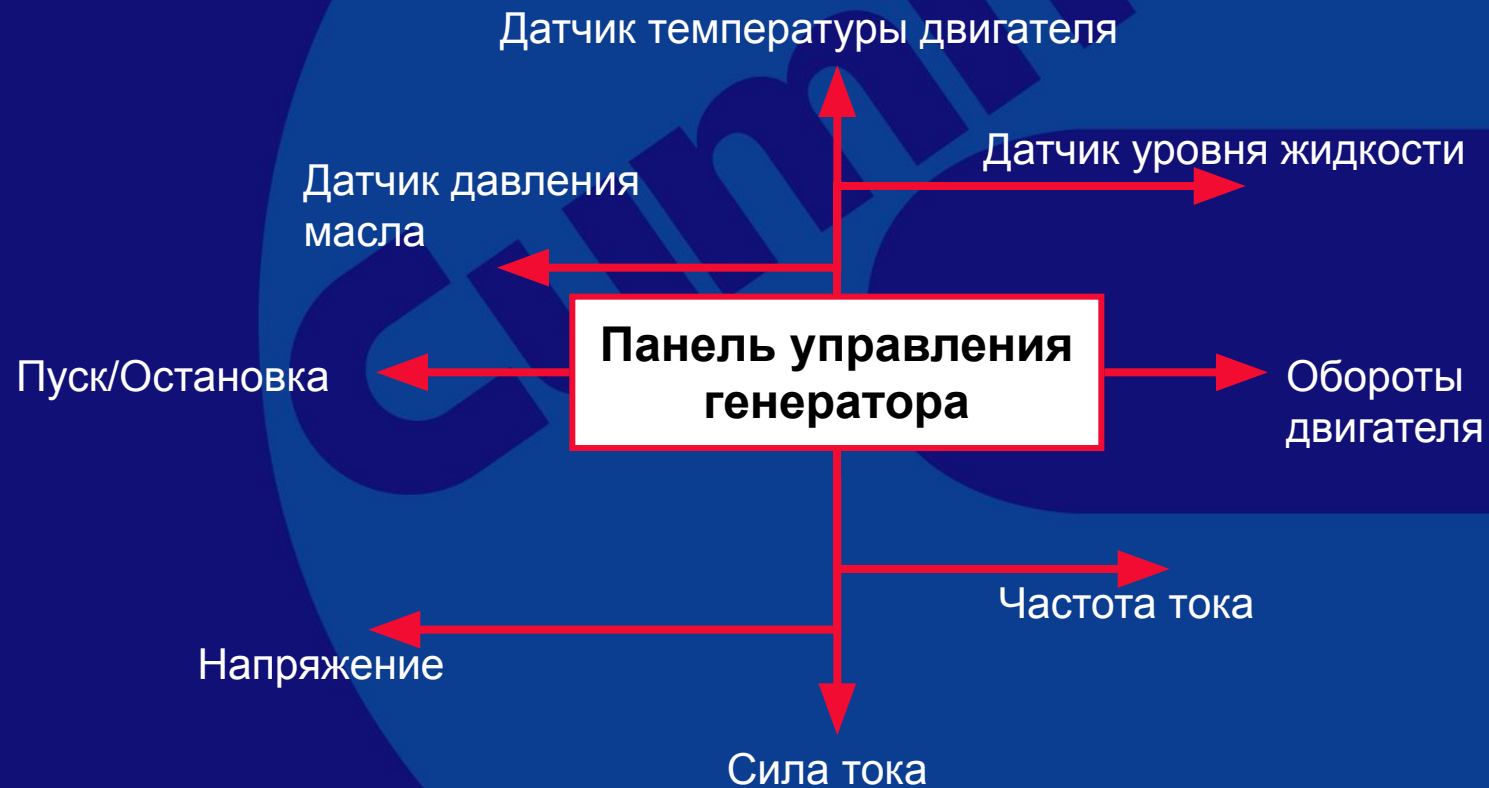 Датчик температуры двигателя
Датчик уровня жидкости
Датчик давления
масла
Панель управления
генератора
Пуск/Остановка
Обороты
двигателя
Частота тока
Напряжение
Сила тока